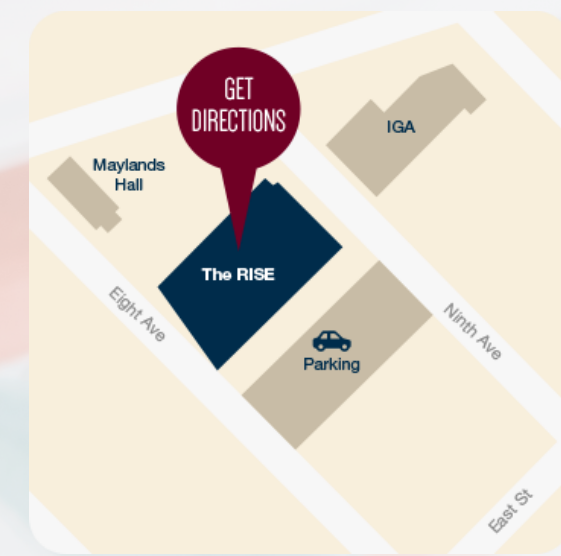 GET
DIRECTIONS
IGA
Maylands
Hall
The RISE
Eight Ave
Ninth Ave
Parking
East St